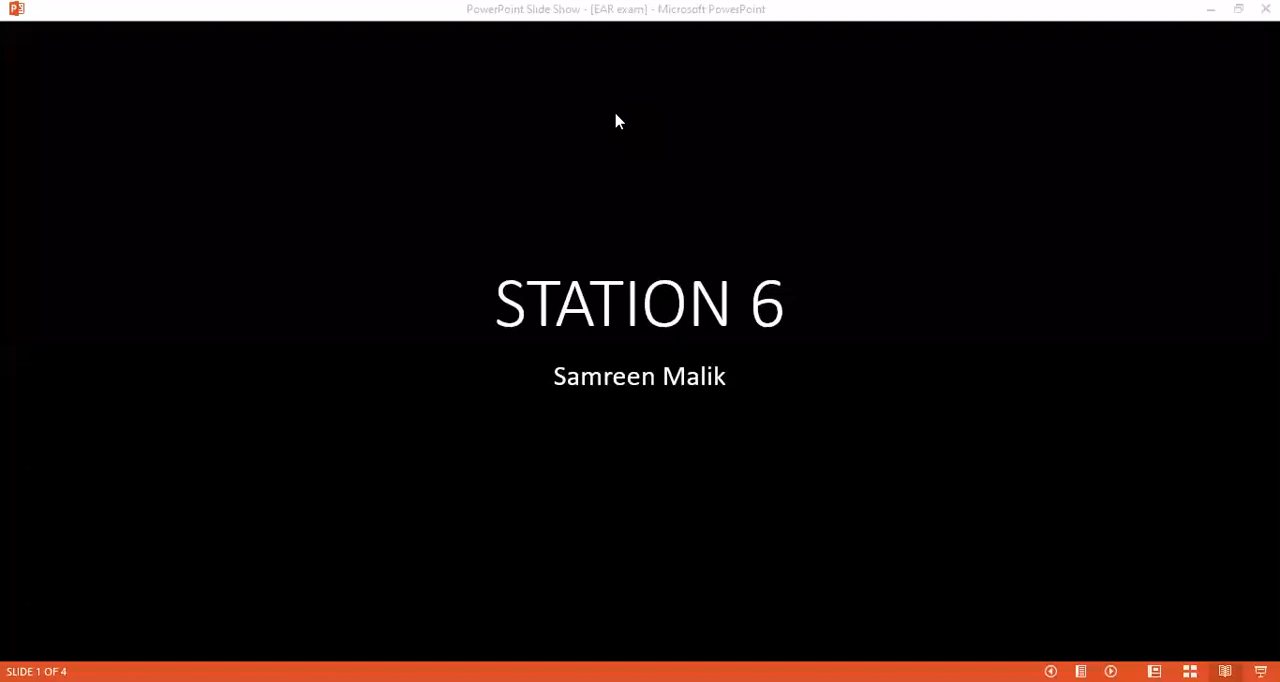 PowerPoint Slide Show - [EAR exam] - Microsoft PowerPoint
STATION 6
Samreen Malik
SLIDE 1 OF 4